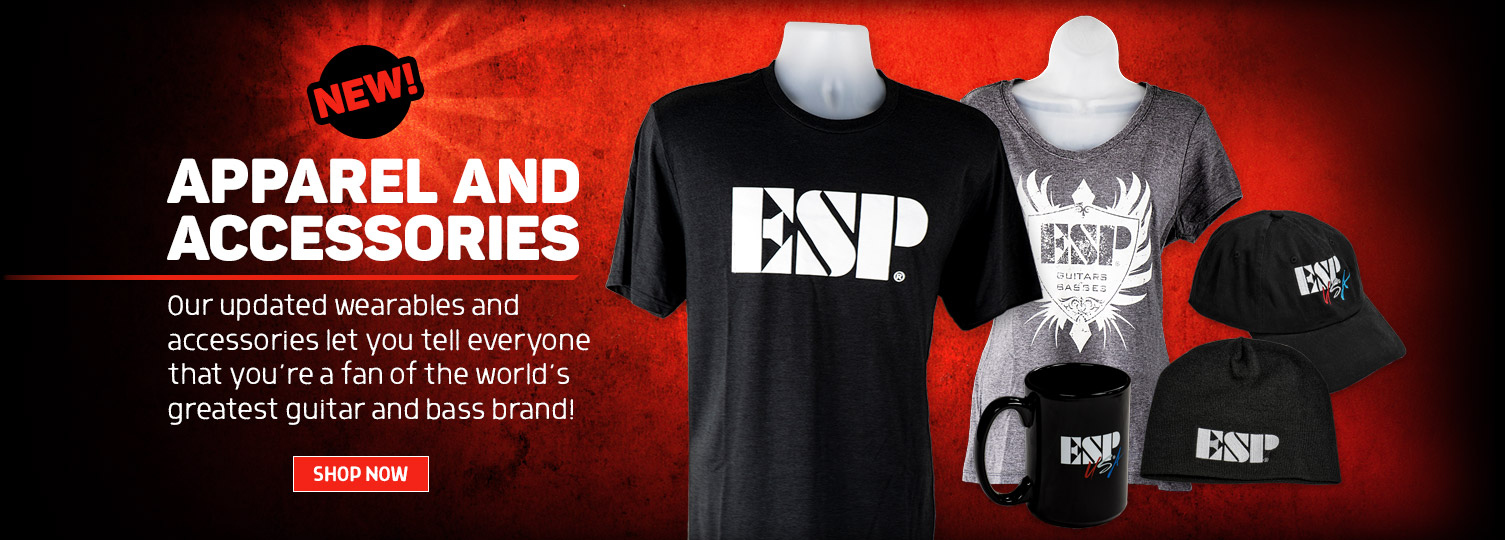 NEW!
APPAREL AND
ACCESSORIES
Our updated wearables and
accessories let you tell everyone
that you're a fan of the world's
greatest guitar and bass brand!
SHOP NOW
ESP®
ESP
GUITARS
BASSES
ESP
USA
ESP
ESP
USA